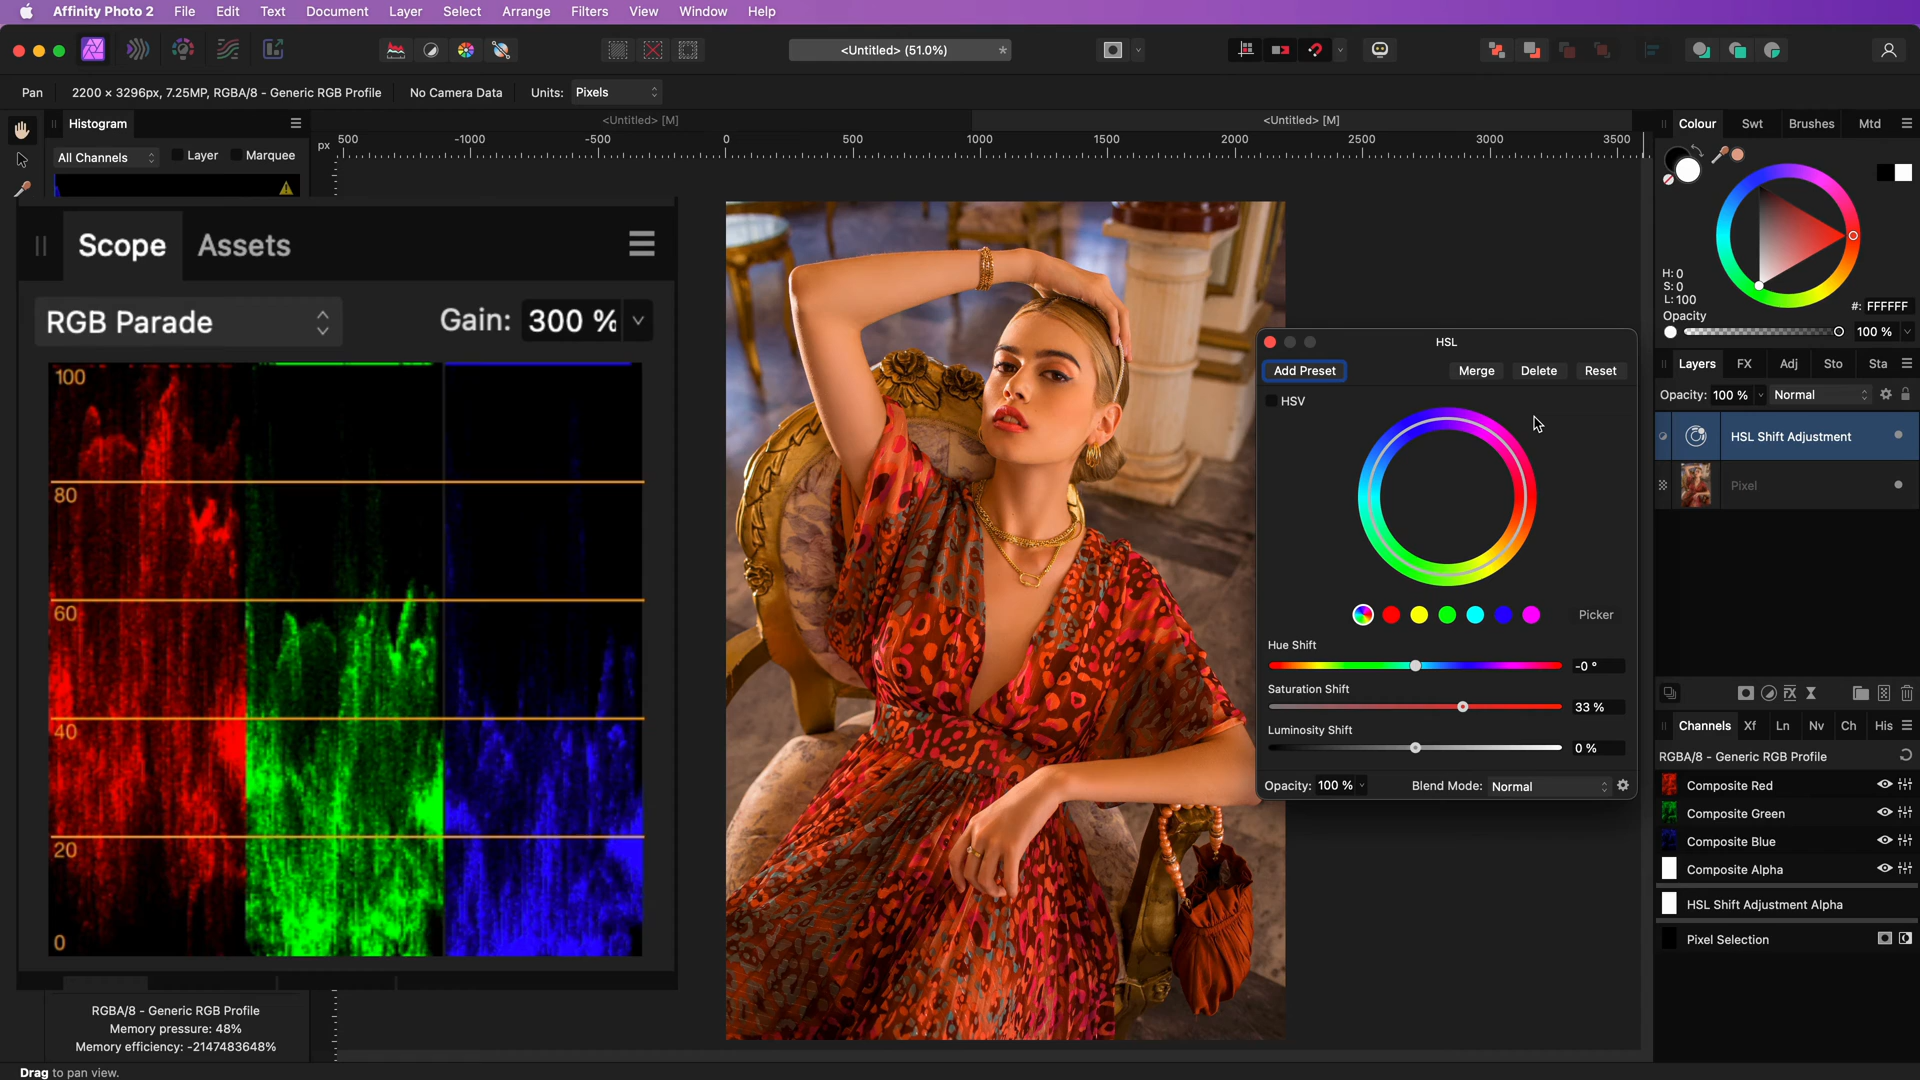 Affinity Photo 2 File Edit Text Document Layer Select Arrange Filters View Window Help
<Untitled> (51.0%) *
Pan 2200 × 3296px, 7.25MP, RGBA/8 - Generic RGB Profile No Camera Data Units: Pixels
Histogram
<Untitled> [M] <Untitled> [M]
Colour Swt Brushes Mtd
All Channels Layer Marquee
px 500 -1000 -500 0 500 1000 1500 2000 2500 3000 3500
Scope Assets
RGB Parade Gain: 300 %
100
80
60
40
20
0
H: 0
S: 0
L: 100
#: FFFFFF
Opacity
100 %
HSL
Add Preset Merge Delete Reset
HSV
Picker
Hue Shift
-0 °
Saturation Shift
33 %
Luminosity Shift
0 %
Opacity: 100 % Blend Mode: Normal
Layers FX Adj Sto Sta
Opacity: 100 % Normal
HSL Shift Adjustment
Pixel
Channels Xf Ln Nv Ch His
RGBA/8 - Generic RGB Profile
Composite Red
Composite Green
Composite Blue
Composite Alpha
HSL Shift Adjustment Alpha
Pixel Selection
RGBA/8 - Generic RGB Profile
Memory pressure: 48%
Memory efficiency: -2147483648%
Drag to pan view.